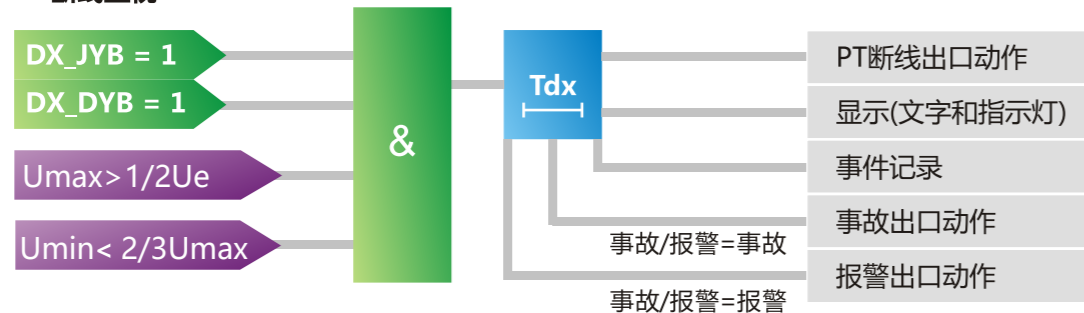 DX_JYB = 1
DX_DYB = 1
Umax>1/2Ue
Umin< 2/3Umax
&
Tdx
PT断线出口动作
显示(文字和指示灯)
事件记录
事故出口动作
报警出口动作
事故/报警=事故
事故/报警=报警